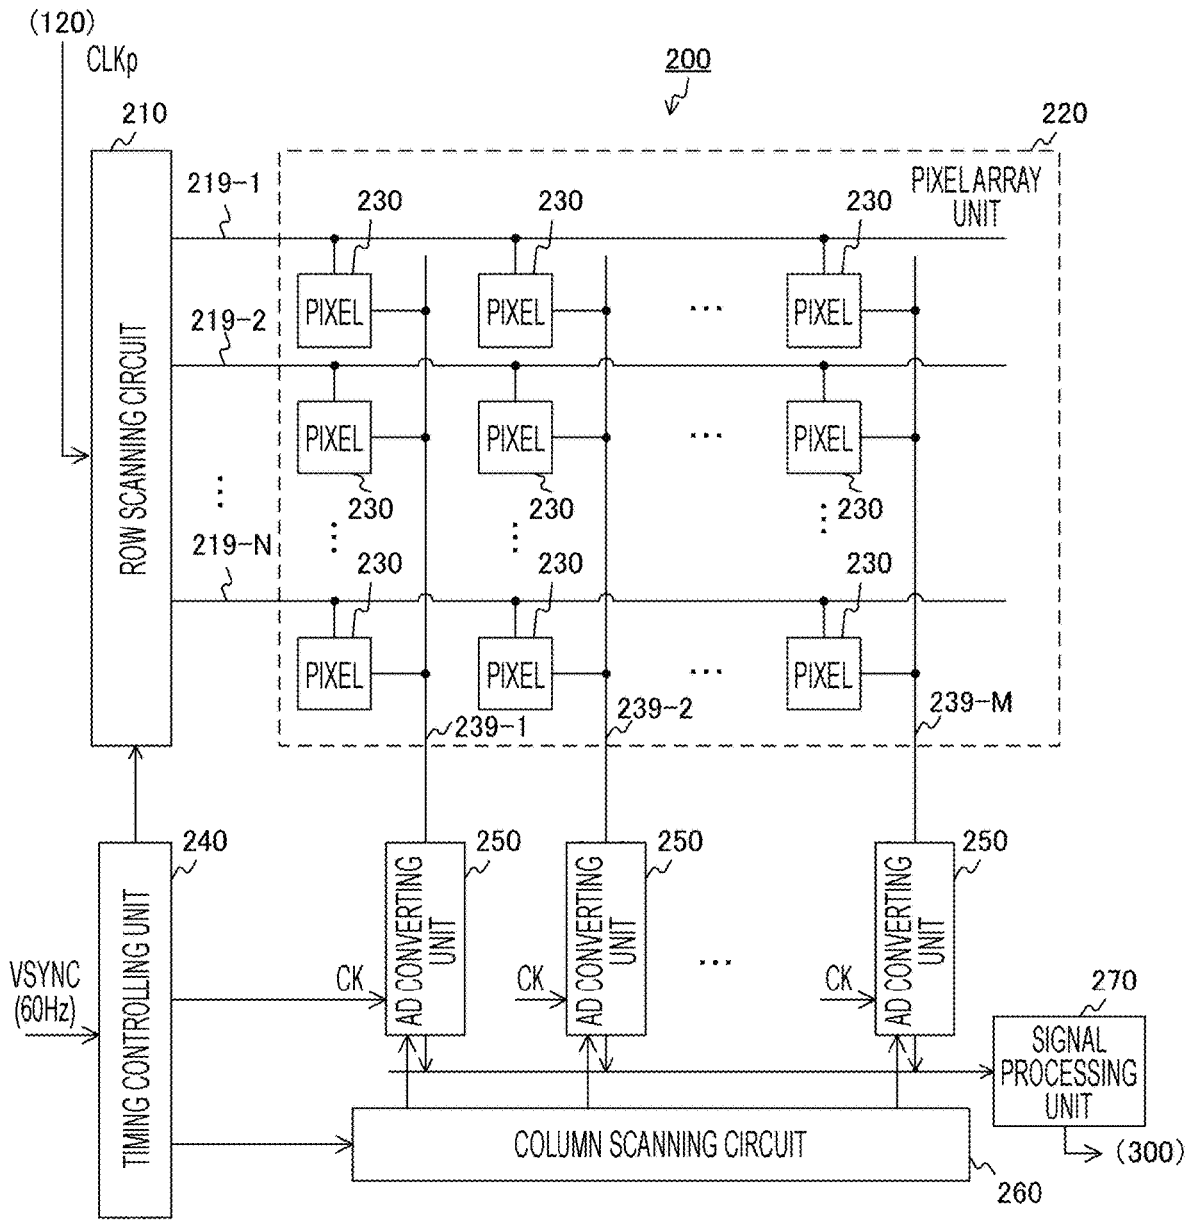 (120)
CLKp
200
210
220
PIXEL ARRAY
UNIT
219-1
230
230
230
PIXEL
PIXEL
PIXEL
...
219-2
PIXEL
PIXEL
PIXEL
...
230
230
230
ROW SCANNING CIRCUIT
219-N
230
230
230
PIXEL
PIXEL
PIXEL
...
239-1
239-2
239-M
240
250
250
250
TIMING CONTROLLING UNIT
AD CONVERTING
UNIT
AD CONVERTING
UNIT
...
AD CONVERTING
UNIT
VSYNC
(60Hz)
CK
CK
CK
270
SIGNAL
PROCESSING
UNIT
COLUMN SCANNING CIRCUIT
(300)
260